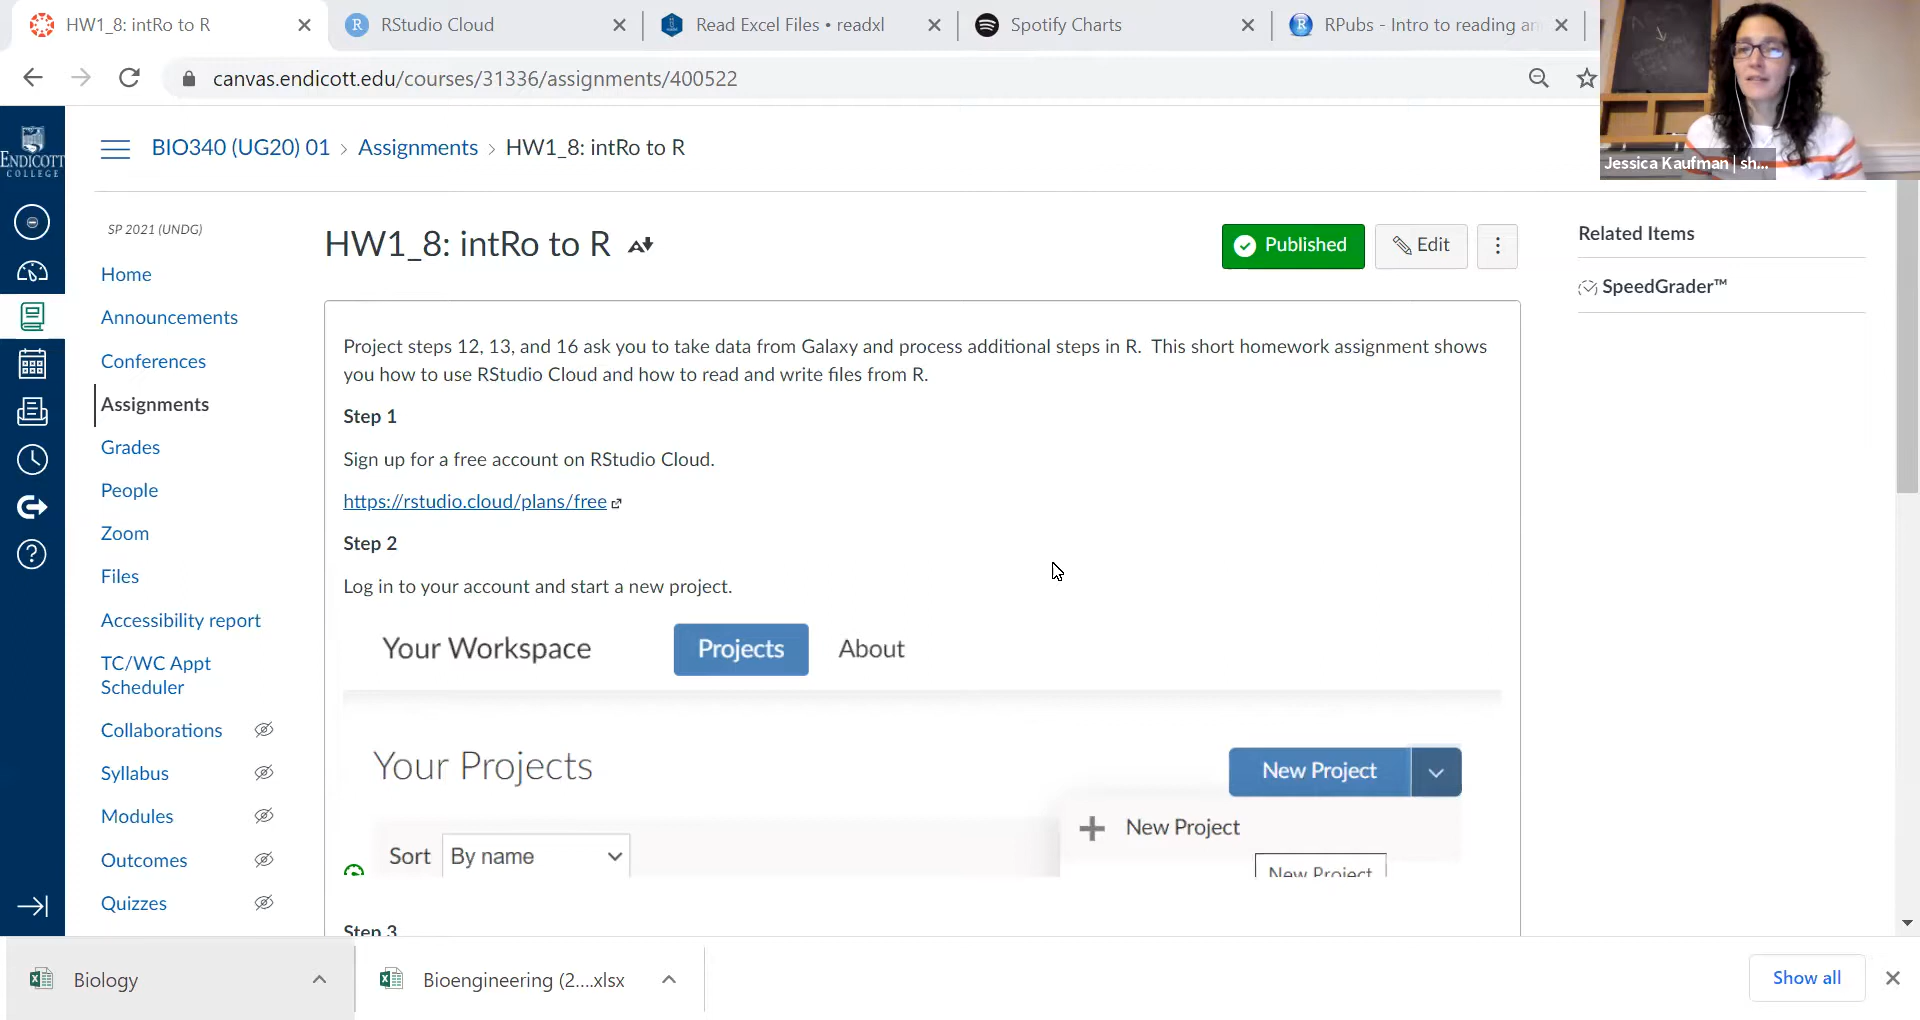 HW1_8: intRo to R
RStudio Cloud
Read Excel Files • readxl
Spotify Charts
RPubs - Intro to reading an
canvas.endicott.edu/courses/31336/assignments/400522
Jessica Kaufman | sh...
ENDICOTT
COLLEGE
BIO340 (UG20) 01 > Assignments > HW1_8: intRo to R
SP 2021 (UNDG)
Home
Announcements
Conferences
Assignments
Grades
People
Zoom
Files
Accessibility report
TC/WC Appt
Scheduler
Collaborations
Syllabus
Modules
Outcomes
Quizzes
HW1_8: intRo to R
Published
Edit
Related Items
SpeedGrader™
Project steps 12, 13, and 16 ask you to take data from Galaxy and process additional steps in R. This short homework assignment shows
you how to use RStudio Cloud and how to read and write files from R.
Step 1
Sign up for a free account on RStudio Cloud.
https://rstudio.cloud/plans/free
Step 2
Log in to your account and start a new project.
Your Workspace
Projects
About
Your Projects
New Project
New Project
Sort
By name
New Project
Step 3
Biology
Bioengineering (2....xlsx
Show all